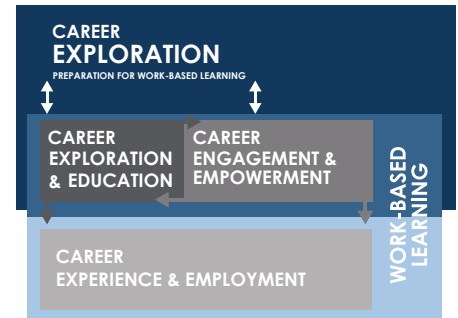 CAREER
EXPLORATION
PREPARATION FOR WORK-BASED LEARNING
CAREER
EXPLORATION
& EDUCATION
CAREER
ENGAGEMENT &
EMPOWERMENT
WORK-BASED
LEARNING
CAREER
EXPERIENCE & EMPLOYMENT